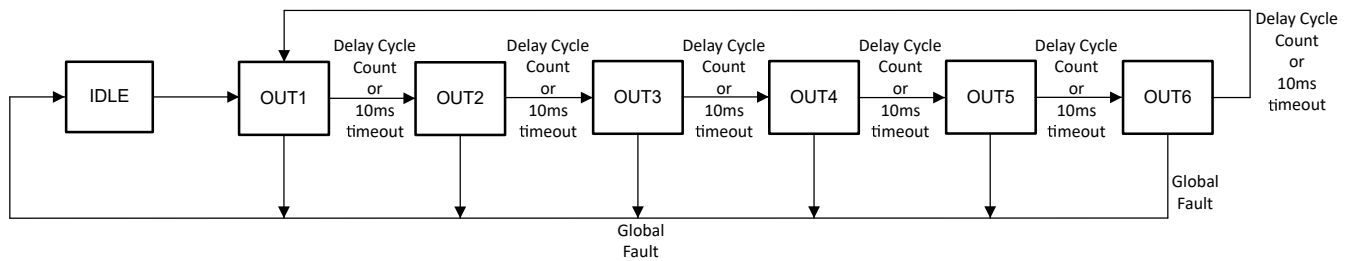 IDLE
OUT1
Delay Cycle
Count
or
10ms
timeout
OUT2
Delay Cycle
Count
or
10ms
timeout
OUT3
Delay Cycle
Count
or
10ms
timeout
OUT4
Delay Cycle
Count
or
10ms
timeout
OUT5
Delay Cycle
Count
or
10ms
timeout
OUT6
Delay Cycle
Count
or
10ms
timeout
Global
Fault
Global
Fault